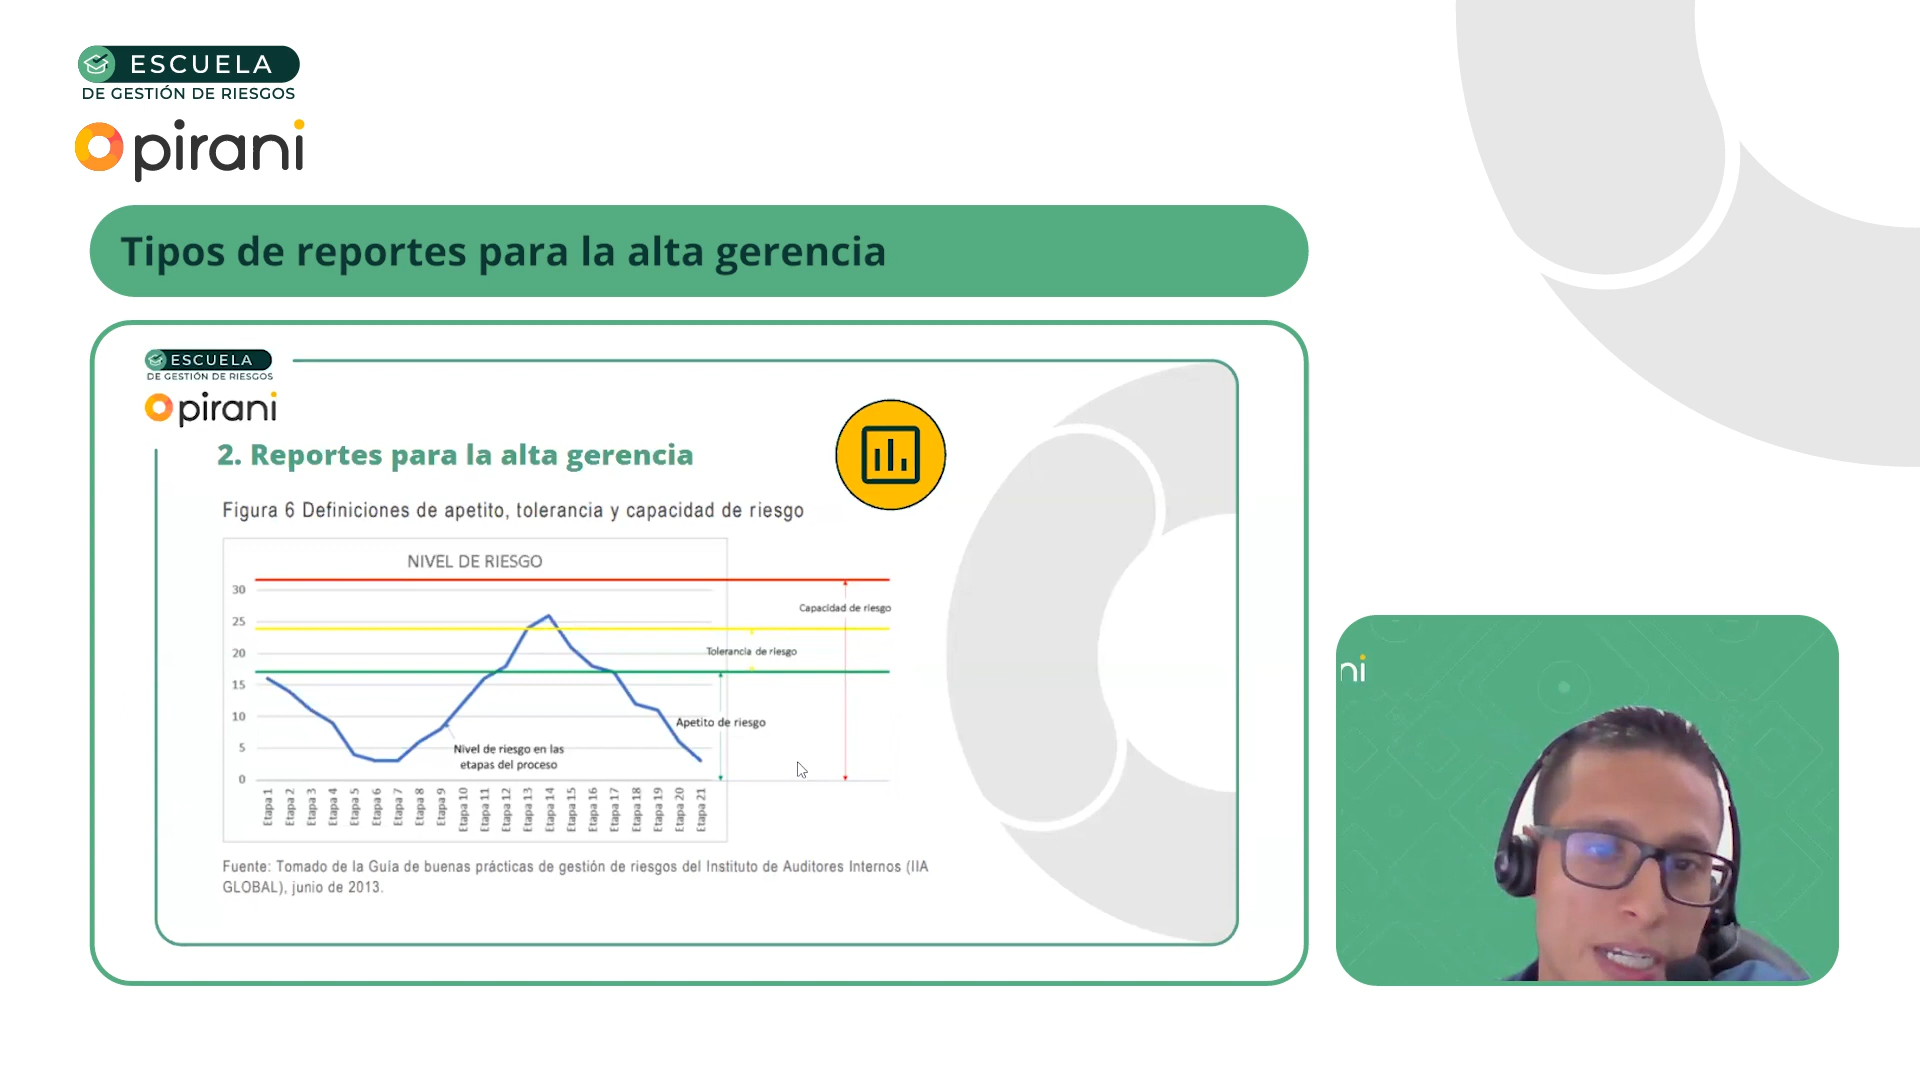 ESCUELA
DE GESTIÓN DE RIESGOS
pirani
Tipos de reportes para la alta gerencia
ESCUELA
DE GESTIÓN DE RIESGOS
pirani
2. Reportes para la alta gerencia
Figura 6 Definiciones de apetito, tolerancia y capacidad de riesgo
NIVEL DE RIESGO
30
25
20
15
10
5
0
Capacidad de riesgo
Tolerancia de riesgo
Apetito de riesgo
Nivel de riesgo en las
etapas del proceso
Etapa 1
Etapa 2
Etapa 3
Etapa 4
Etapa 5
Etapa 6
Etapa 7
Etapa 8
Etapa 9
Etapa 10
Etapa 11
Etapa 12
Etapa 13
Etapa 14
Etapa 15
Etapa 16
Etapa 17
Etapa 18
Etapa 19
Etapa 20
Etapa 21
Fuente: Tomado de la Guía de buenas prácticas de gestión de riesgos del Instituto de Auditores Internos (IIA
GLOBAL), junio de 2013.
ni